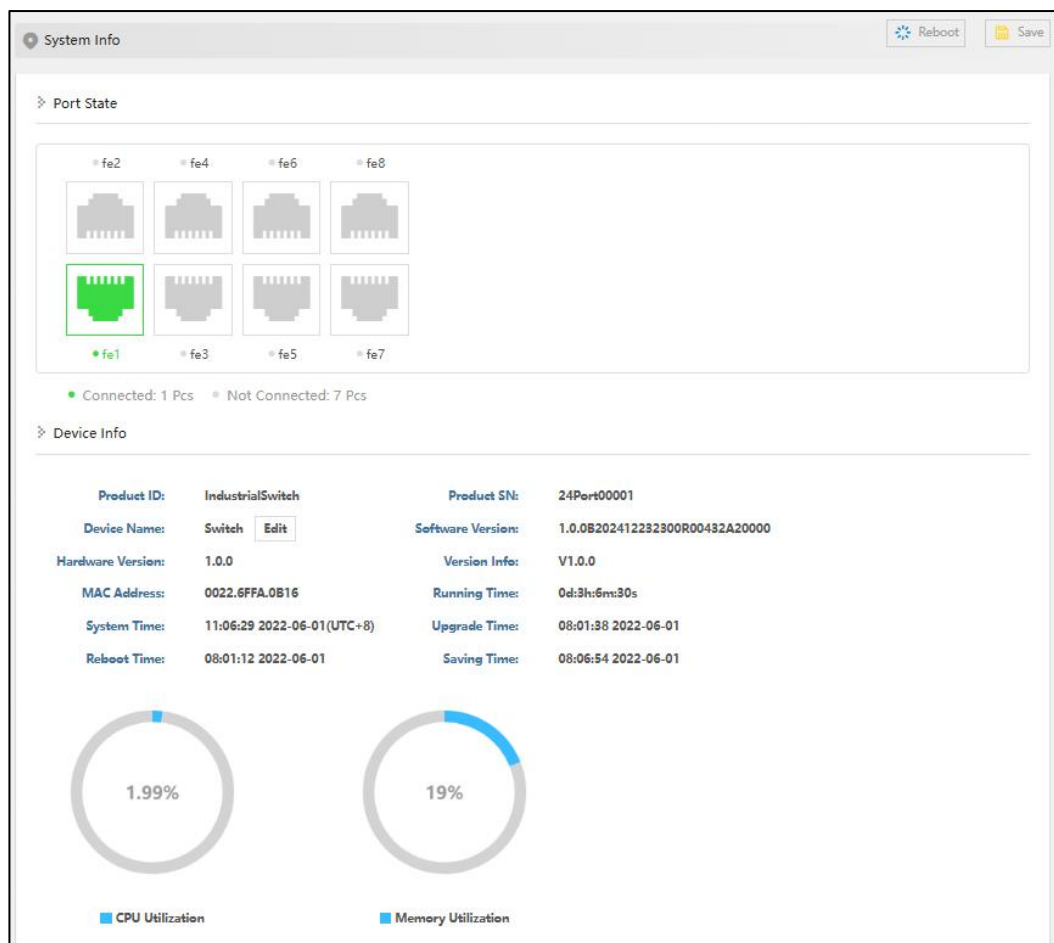 System Info
Reboot Save
Port State
fe2 fe4 fe6 fe8
fe1 fe3 fe5 fe7
Connected: 1 Pcs Not Connected: 7 Pcs
Device Info
Product ID: IndustrialSwitch Product SN: 24Port00001
Device Name: Switch Edit Software Version: 1.0.0B202412232300R00432A20000
Hardware Version: 1.0.0 Version Info: V1.0.0
MAC Address: 0022.6FFA.0B16 Running Time: 0d:3h:6m:30s
System Time: 11:06:29 2022-06-01(UTC+8) Upgrade Time: 08:01:38 2022-06-01
Reboot Time: 08:01:12 2022-06-01 Saving Time: 08:06:54 2022-06-01
1.99% 19%
CPU Utilization Memory Utilization